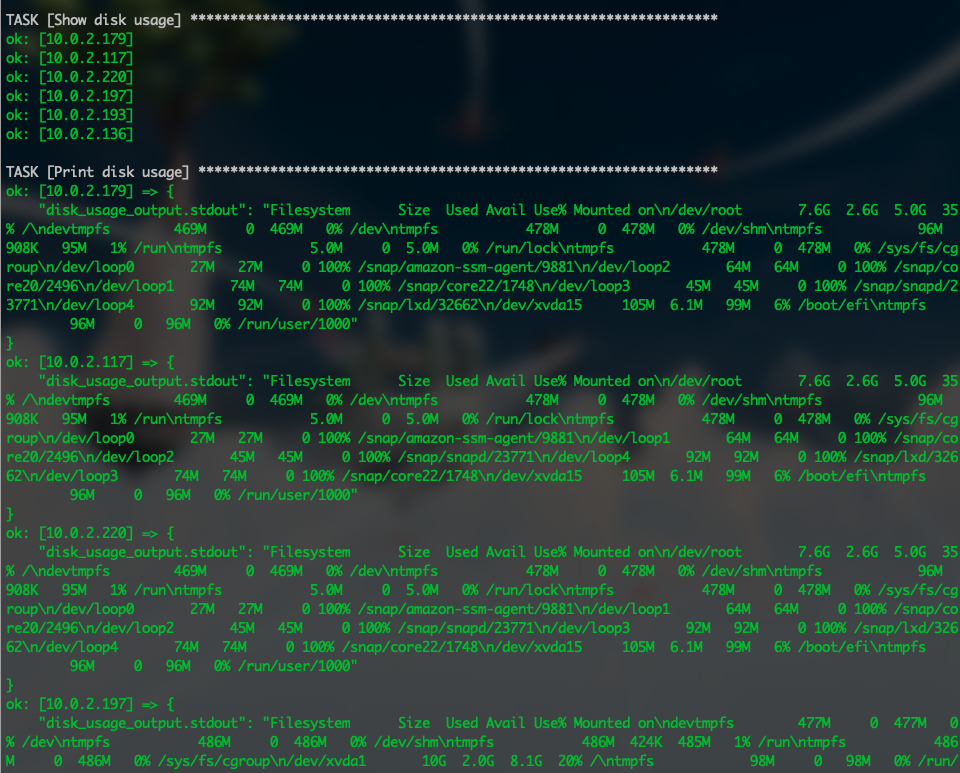 TASK [Show disk usage] ******************************************************************
ok: [10.0.2.179]
ok: [10.0.2.117]
ok: [10.0.2.220]
ok: [10.0.2.197]
ok: [10.0.2.193]
ok: [10.0.2.136]
TASK [Print disk usage] *****************************************************************
ok: [10.0.2.179] => {
    "disk_usage_output.stdout": "Filesystem      Size  Used Avail Use% Mounted on\n/dev/root       7.6G  2.6G  5.0G  35
% /\ndevtmpfs        469M     0  469M   0% /dev\ntmpfs           478M     0  478M   0% /dev/shm\ntmpfs            96M
908K   95M   1% /run\ntmpfs           5.0M     0  5.0M   0% /run/lock\ntmpfs           478M     0  478M   0% /sys/fs/cg
roup\n/dev/loop0       27M   27M     0 100% /snap/amazon-ssm-agent/9881\n/dev/loop2       64M   64M     0 100% /snap/co
re20/2496\n/dev/loop1       74M   74M     0 100% /snap/core22/1748\n/dev/loop3       45M   45M     0 100% /snap/snapd/2
3771\n/dev/loop4       92M   92M     0 100% /snap/lxd/32662\n/dev/xvda15     105M  6.1M   99M   6% /boot/efi\ntmpfs
        96M     0   96M   0% /run/user/1000"
}
ok: [10.0.2.117] => {
    "disk_usage_output.stdout": "Filesystem      Size  Used Avail Use% Mounted on\n/dev/root       7.6G  2.6G  5.0G  35
% /\ndevtmpfs        469M     0  469M   0% /dev\ntmpfs           478M     0  478M   0% /dev/shm\ntmpfs            96M
908K   95M   1% /run\ntmpfs           5.0M     0  5.0M   0% /run/lock\ntmpfs           478M     0  478M   0% /sys/fs/cg
roup\n/dev/loop0       27M   27M     0 100% /snap/amazon-ssm-agent/9881\n/dev/loop1       64M   64M     0 100% /snap/co
re20/2496\n/dev/loop2       45M   45M     0 100% /snap/snapd/23771\n/dev/loop4       92M   92M     0 100% /snap/lxd/326
62\n/dev/loop3       74M   74M     0 100% /snap/core22/1748\n/dev/xvda15     105M  6.1M   99M   6% /boot/efi\ntmpfs
        96M     0   96M   0% /run/user/1000"
}
ok: [10.0.2.220] => {
    "disk_usage_output.stdout": "Filesystem      Size  Used Avail Use% Mounted on\n/dev/root       7.6G  2.6G  5.0G  35
% /\ndevtmpfs        469M     0  469M   0% /dev\ntmpfs           478M     0  478M   0% /dev/shm\ntmpfs            96M
908K   95M   1% /run\ntmpfs           5.0M     0  5.0M   0% /run/lock\ntmpfs           478M     0  478M   0% /sys/fs/cg
roup\n/dev/loop0       27M   27M     0 100% /snap/amazon-ssm-agent/9881\n/dev/loop1       64M   64M     0 100% /snap/co
re20/2496\n/dev/loop2       45M   45M     0 100% /snap/snapd/23771\n/dev/loop3       92M   92M     0 100% /snap/lxd/326
62\n/dev/loop4       74M   74M     0 100% /snap/core22/1748\n/dev/xvda15     105M  6.1M   99M   6% /boot/efi\ntmpfs
        96M     0   96M   0% /run/user/1000"
}
ok: [10.0.2.197] => {
    "disk_usage_output.stdout": "Filesystem      Size  Used Avail Use% Mounted on\ndevtmpfs        477M     0  477M   0
% /dev\ntmpfs           486M     0  486M   0% /dev/shm\ntmpfs           486M  424K  485M   1% /run\ntmpfs           486
M     0  486M   0% /sys/fs/cgroup\n/dev/xvda1       10G  2.0G  8.1G  20% /\ntmpfs            98M     0   98M   0% /run/